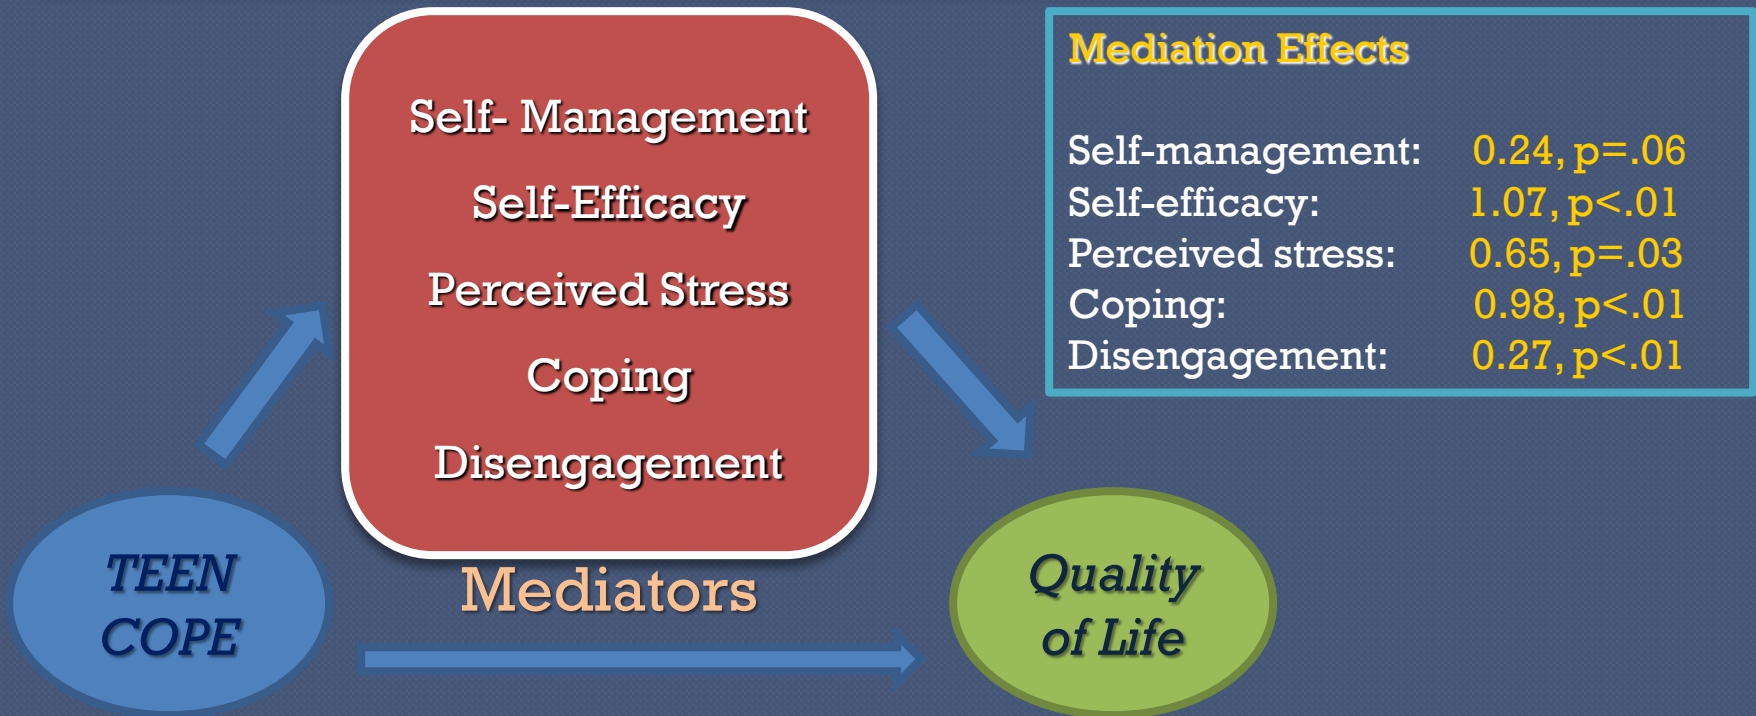 Self- Management
Self-Efficacy
Perceived Stress
Coping
Disengagement
Mediators
TEEN
COPE
Quality
of Life
Mediation Effects
Self-management: 0.24, p=.06
Self-efficacy: 1.07, p<.01
Perceived stress: 0.65, p=.03
Coping: 0.98, p<.01
Disengagement: 0.27, p<.01